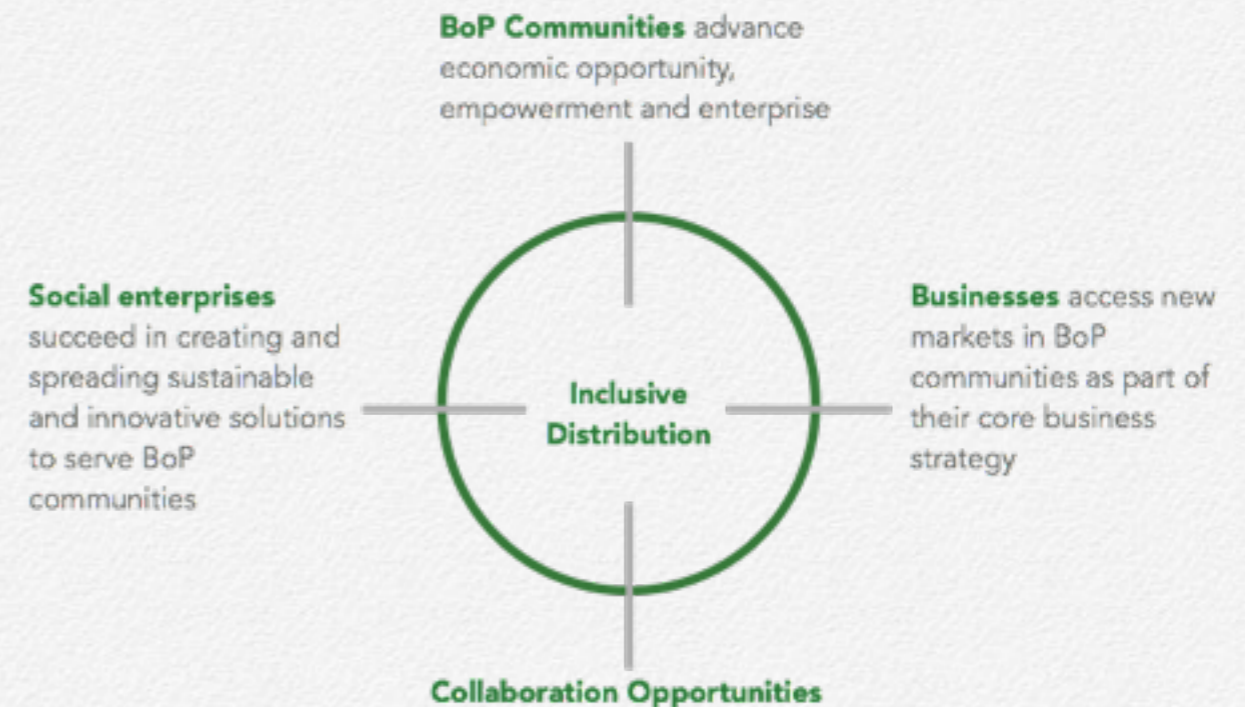 BoP Communities advance
economic opportunity,
empowerment and enterprise
Social enterprises
succeed in creating and
spreading sustainable
and innovative solutions
to serve BoP
communities
Inclusive
Distribution
Businesses access new
markets in BoP
communities as part of
their core business
strategy
Collaboration Opportunities